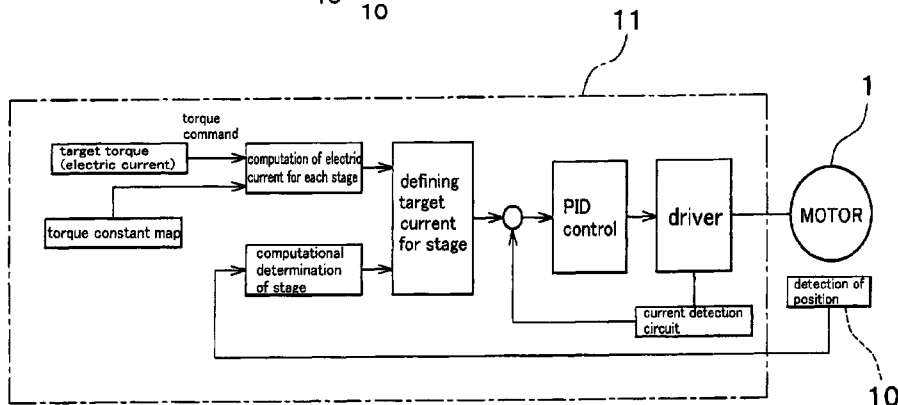 10
11
1
torque
command
target torque
(electric current)
computation of electric
current for each stage
torque constant map
defining
target
current
for stage
computational
determination
of stage
PID
control
driver
MOTOR
detection of
position
current detection
circuit
10